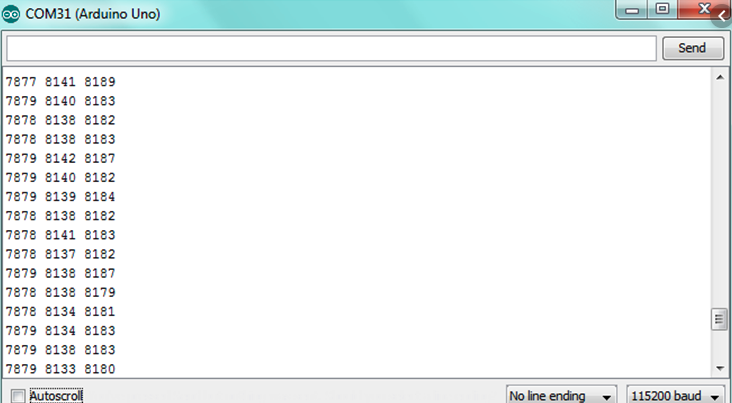 COM31 (Arduino Uno)
Send
7877 8141 8189
7879 8140 8183
7878 8138 8182
7878 8138 8183
7879 8142 8187
7879 8140 8182
7879 8139 8184
7878 8138 8182
7878 8141 8183
7878 8137 8182
7879 8138 8187
7878 8138 8179
7878 8134 8181
7879 8134 8183
7879 8138 8183
7879 8133 8180
Autoscroll No line ending 115200 baud